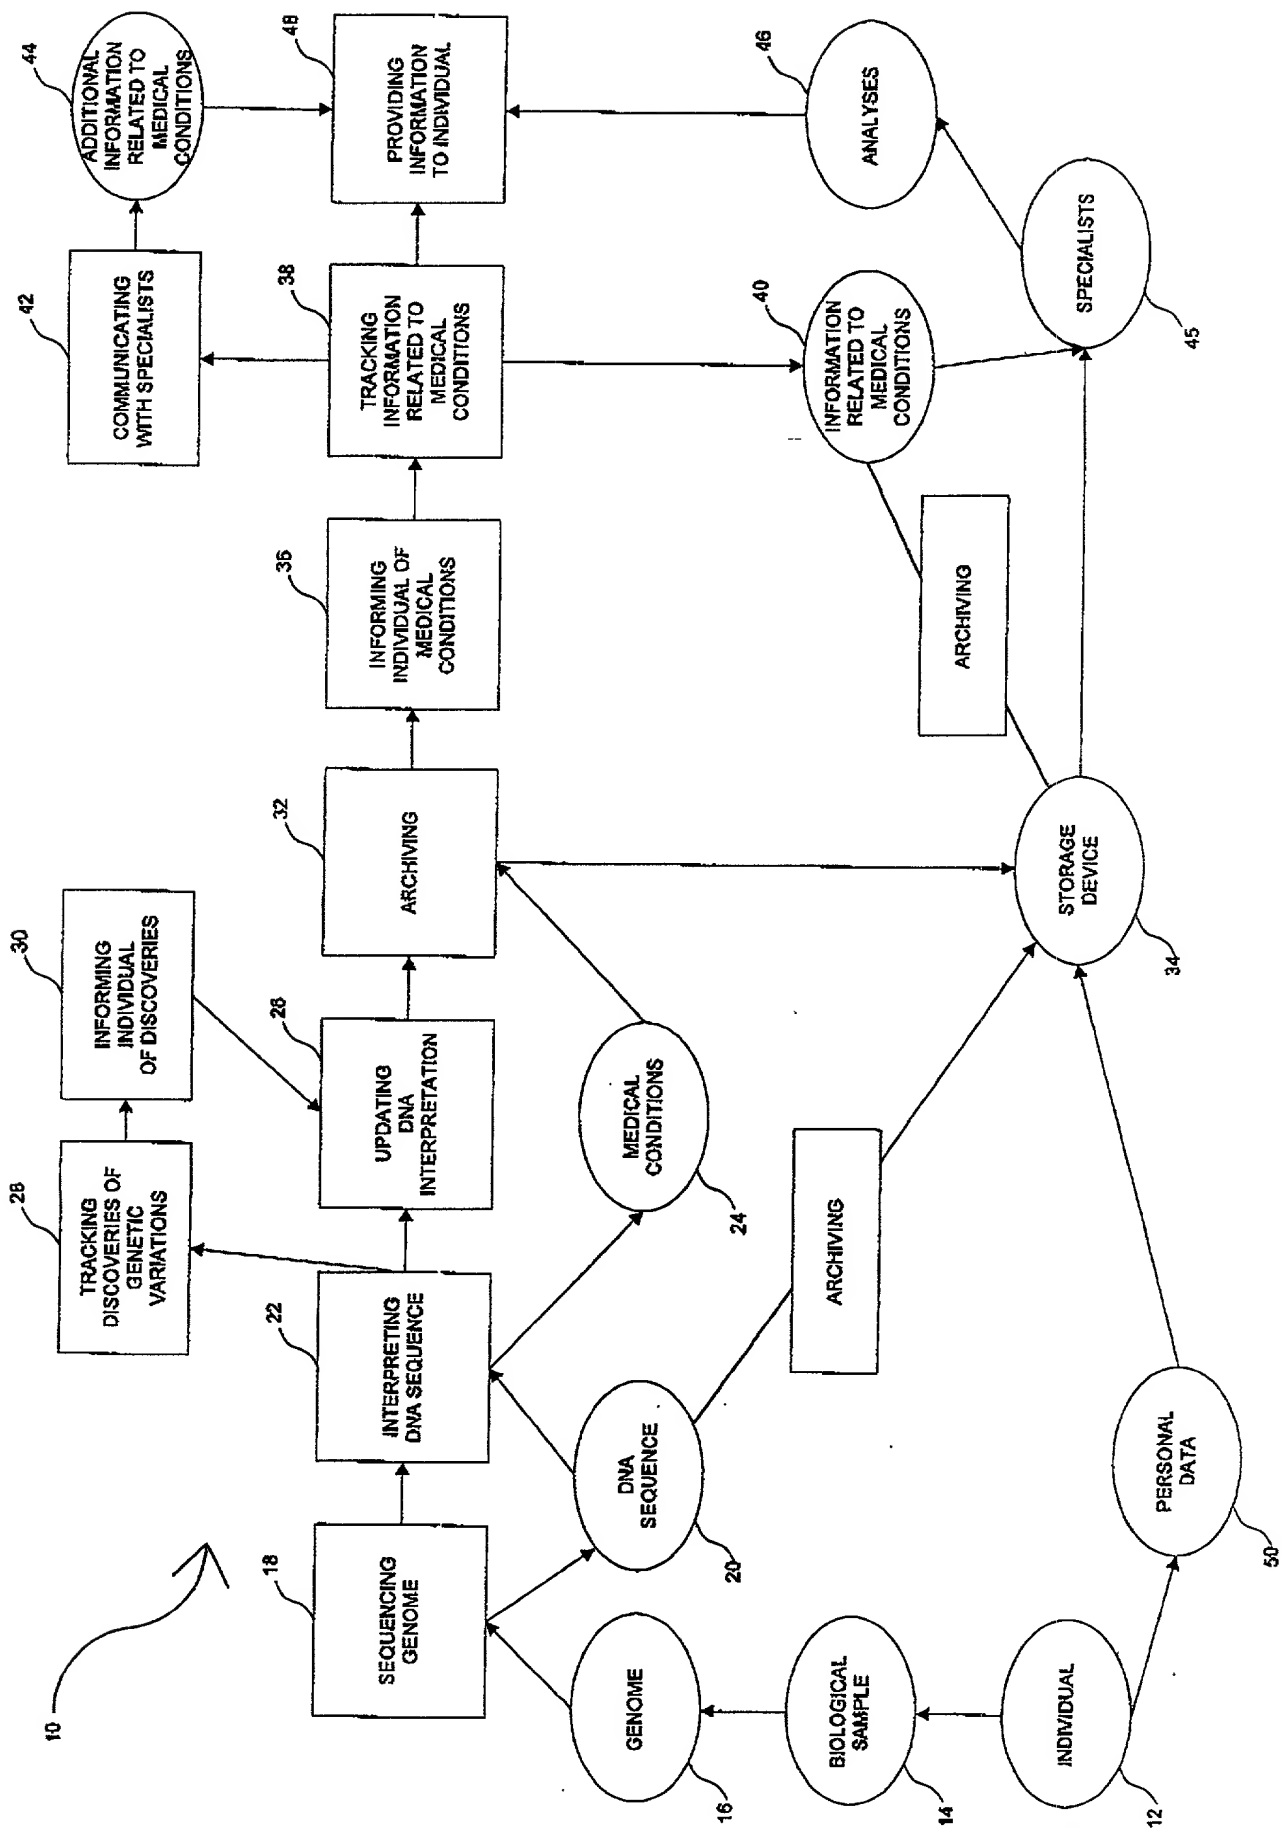 10
28
TRACKING
DISCOVERIES OF
GENETIC
VARIATIONS
30
INFORMING
INDIVIDUAL
OF DISCOVERIES
42
COMMUNICATING
WITH SPECIALISTS
44
ADDITIONAL
INFORMATION
RELATED TO
MEDICAL
CONDITIONS
18
SEQUENCING
GENOME
22
INTERPRETING
DNA SEQUENCE
26
UPDATING
DNA
INTERPRETATION
32
ARCHIVING
36
INFORMING
INDIVIDUAL OF
MEDICAL
CONDITIONS
38
TRACKING
INFORMATION
RELATED TO
MEDICAL
CONDITIONS
48
PROVIDING
INFORMATION
TO INDIVIDUAL
GENOME
16
DNA
SEQUENCE
20
MEDICAL
CONDITIONS
24
BIOLOGICAL
SAMPLE
14
ARCHIVING
ARCHIVING
40
INFORMATION
RELATED TO
MEDICAL
CONDITIONS
46
ANALYSES
INDIVIDUAL
12
PERSONAL
DATA
50
STORAGE
DEVICE
34
SPECIALISTS
45